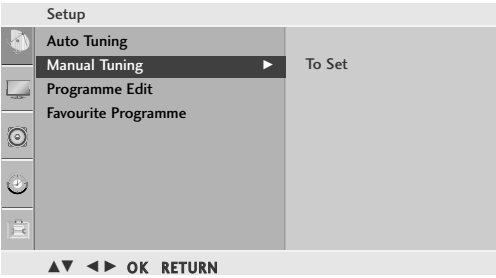 Setup
Auto Tuning
Manual Tuning ► To Set
Programme Edit
Favourite Programme
▲▼ ◄► OK RETURN